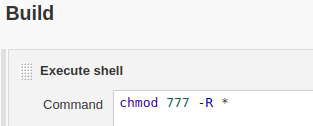 Build
Execute shell
Command
chmod 777 -R *